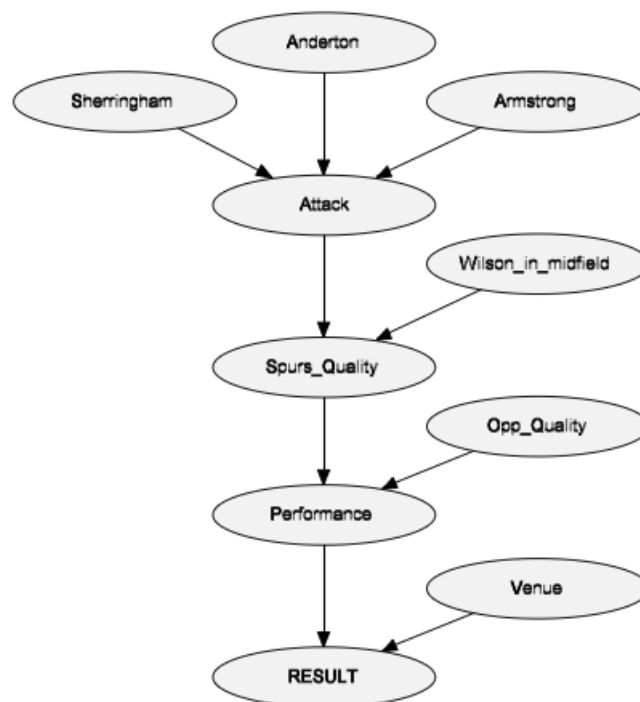 Anderton
Sherringham
Armstrong
Attack
Wilson_in_midfield
Spurs_Quality
Opp_Quality
Performance
Venue
RESULT